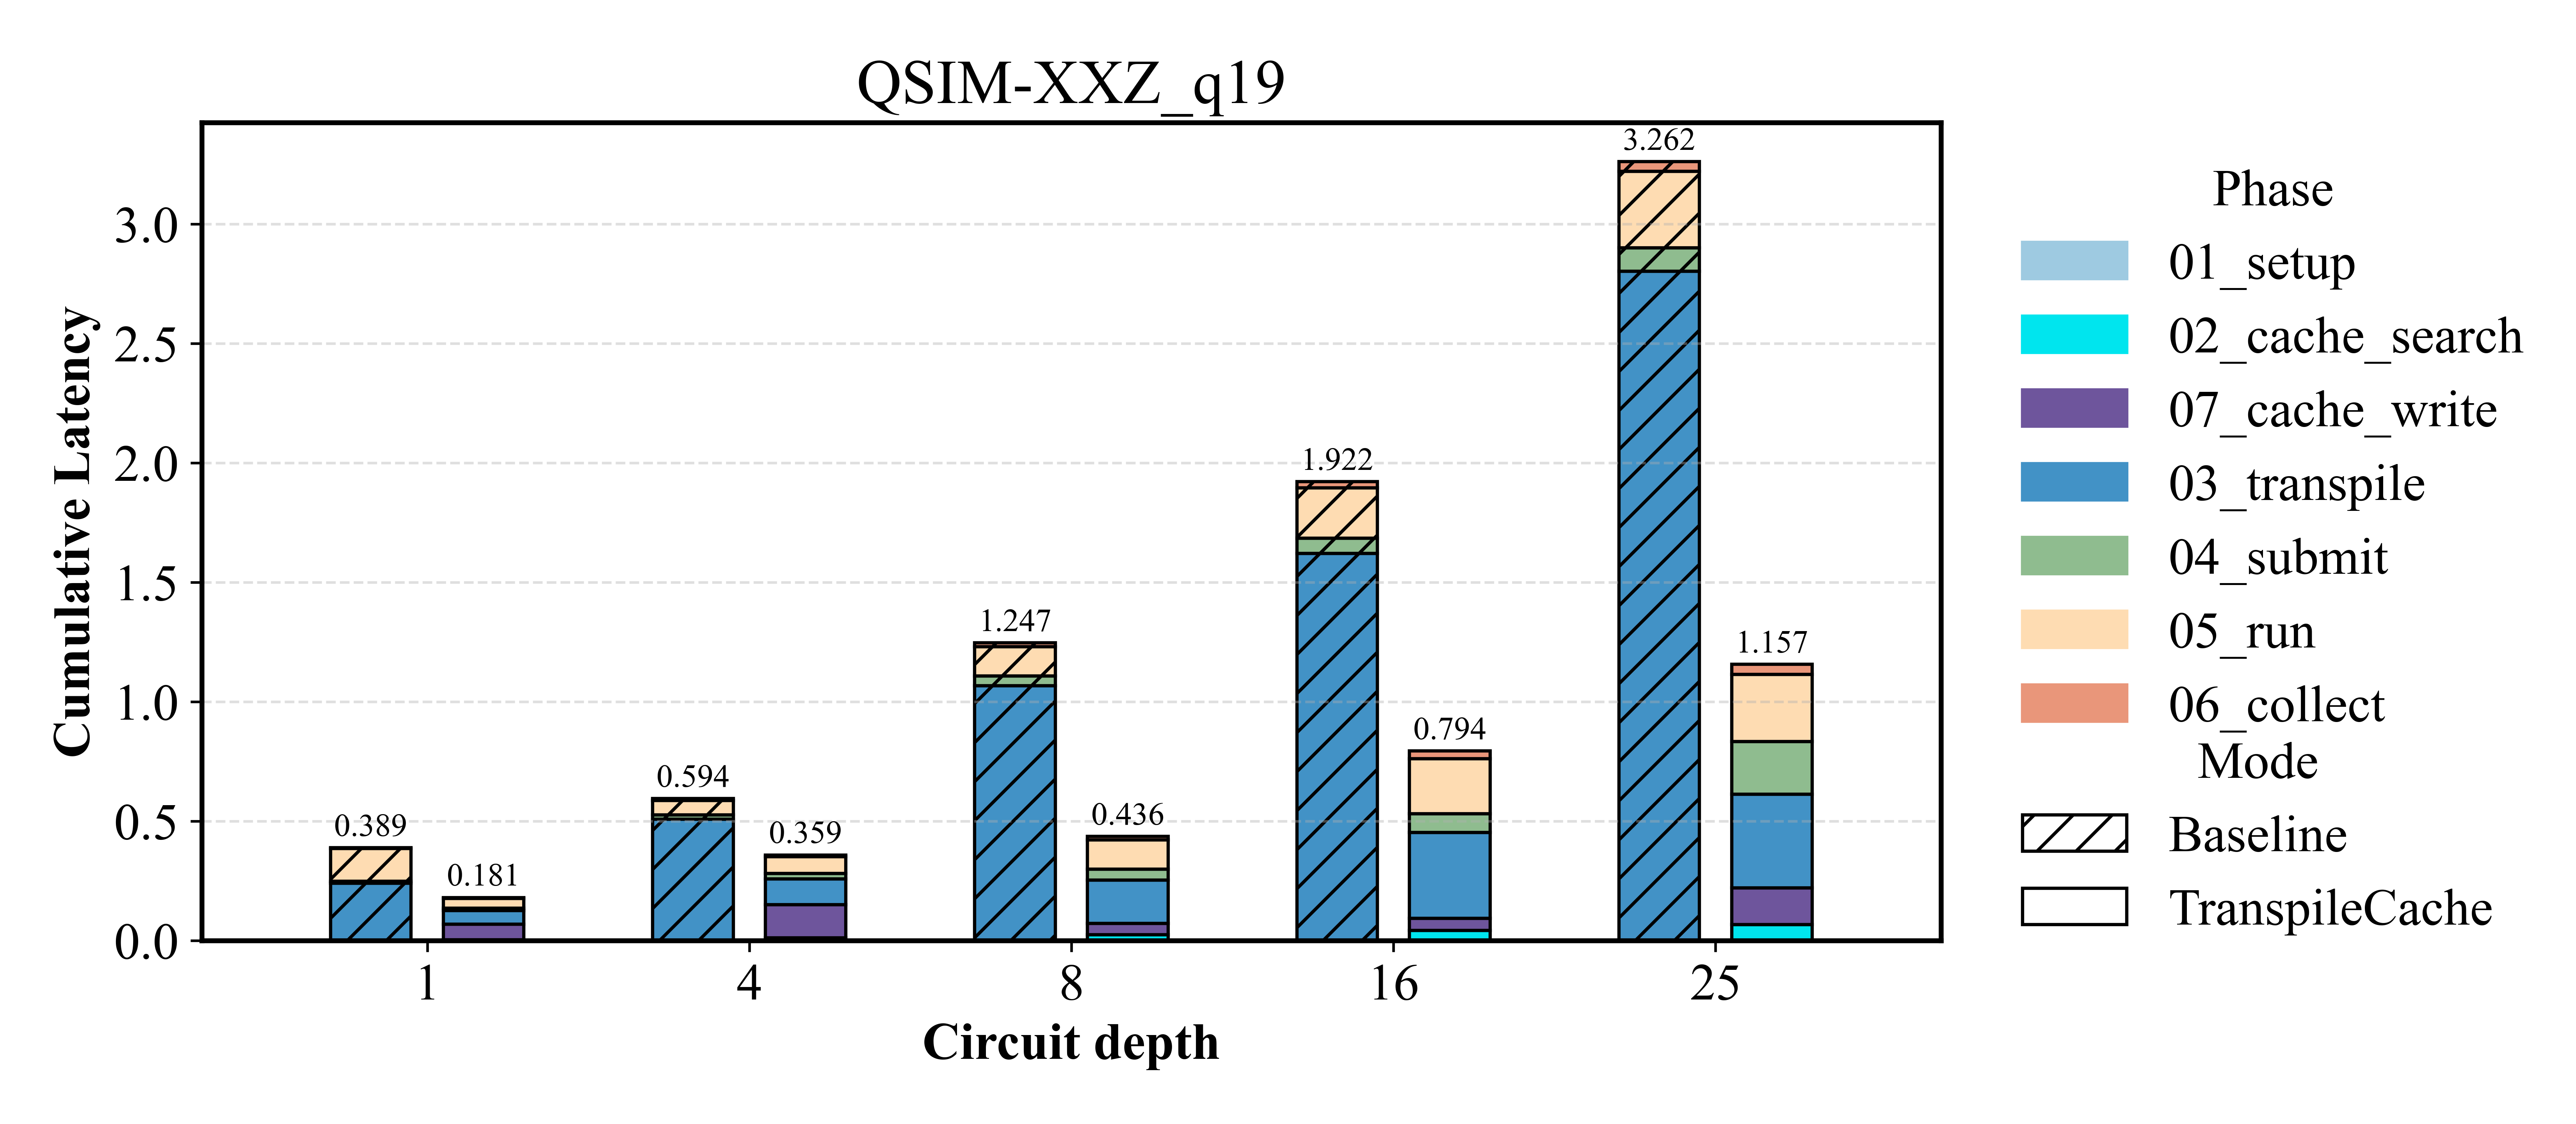 QSIM-XXZ_q19
Cumulative Latency
3.0
2.5
2.0
1.5
1.0
0.5
0.0
0.389
0.181
0.594
0.359
1.247
0.436
1.922
0.794
3.262
1.157
1
4
8
16
25
Circuit depth
Phase
01_setup
02_cache_search
07_cache_write
03_transpile
04_submit
05_run
06_collect
Mode
Baseline
TranspileCache